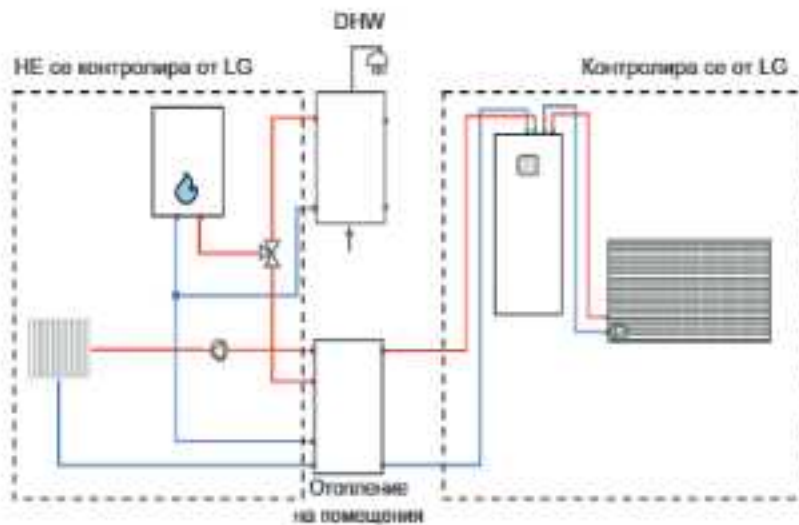 DHW
НЕ се контролира от LG
Контролира се от LG
Отопление
на помещения